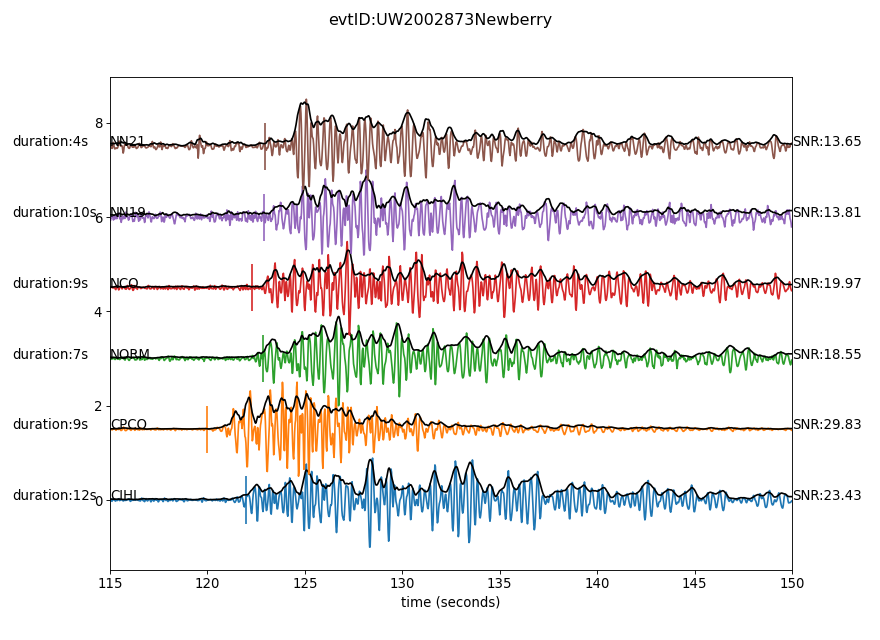 evtID:UW2002873Newberry
8
duration:4s NN21 SNR:13.65
duration:10s NN19 SNR:13.81
6
duration:9s NCO SNR:19.97
4
duration:7s NORM SNR:18.55
2
duration:9s CPCO SNR:29.83
duration:12s CIHL SNR:23.43
0
115 120 125 130 135 140 145 150
time (seconds)